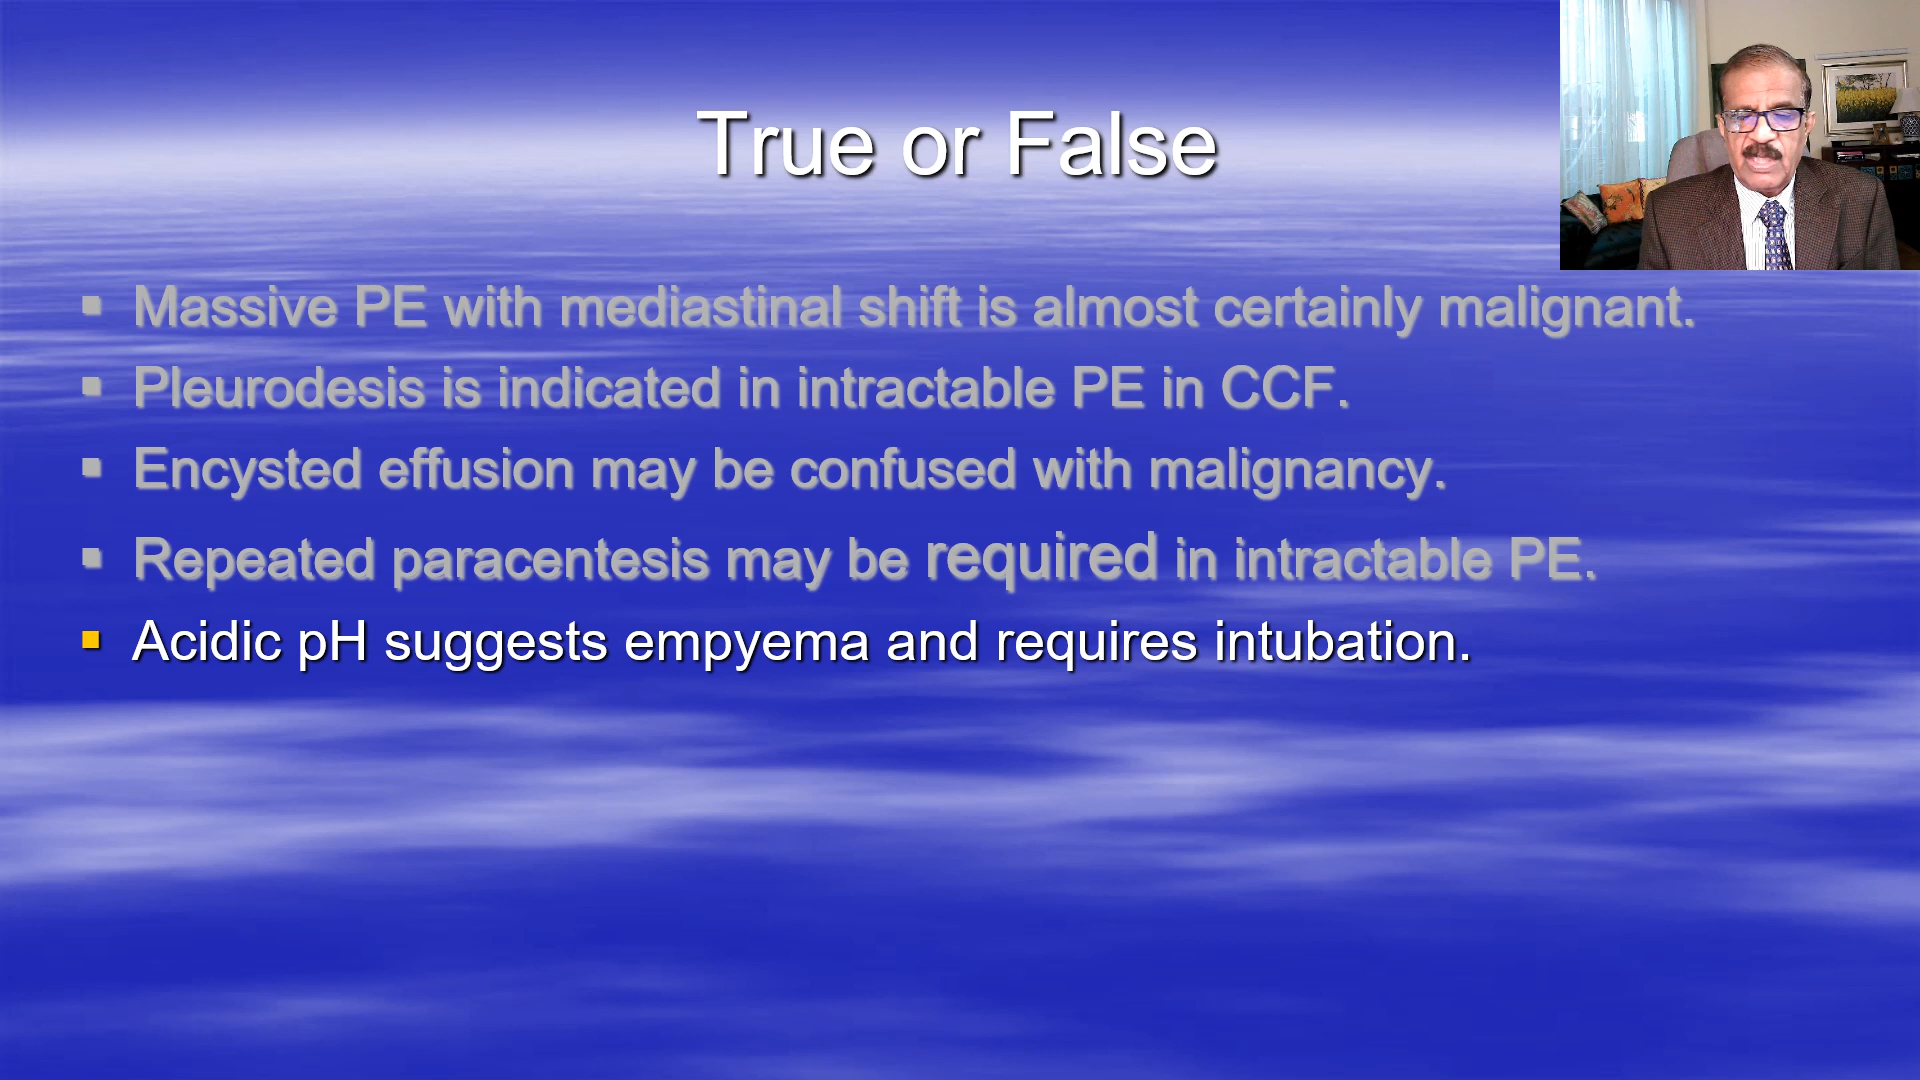 True or False
Massive PE with mediastinal shift is almost certainly malignant.
Pleurodesis is indicated in intractable PE in CCF.
Encysted effusion may be confused with malignancy.
Repeated paracentesis may be required in intractable PE.
Acidic pH suggests empyema and requires intubation.